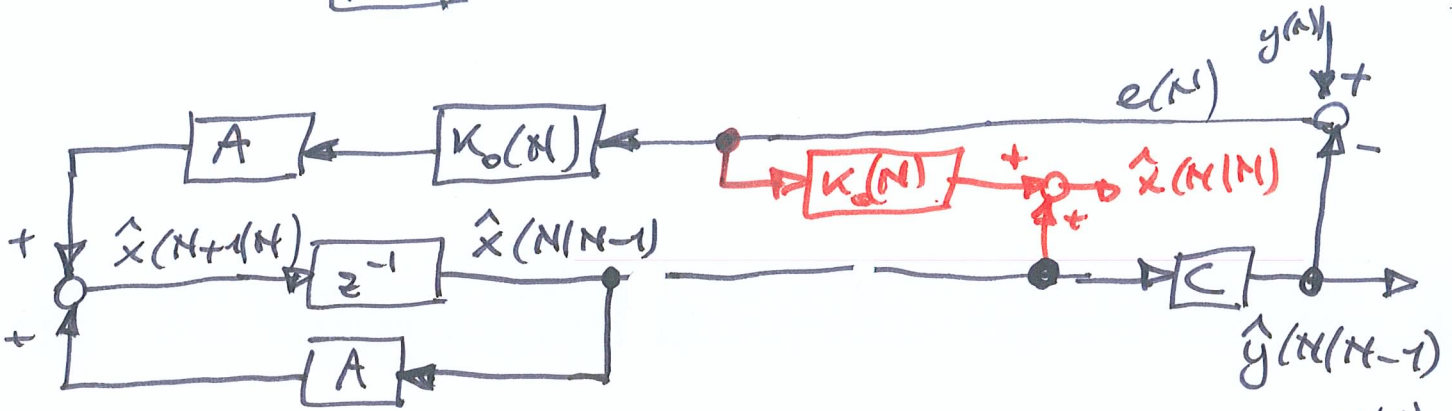 y(N)
+
e(N)
-
A
K₀(N)
K₀(N)
+
x̂(N|N)
+
+
x̂(N+1|N)
z⁻¹
x̂(N|N-1)
C
+
A
ŷ(N|N-1)